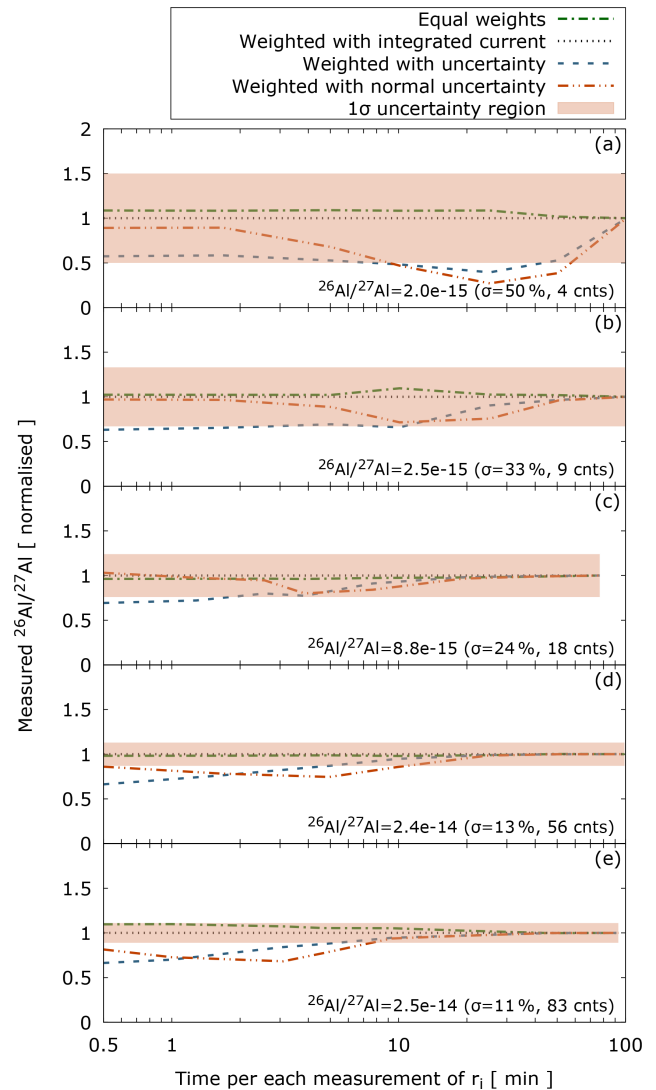 Equal weights
Weighted with integrated current
Weighted with uncertainty
Weighted with normal uncertainty
1σ uncertainty region
2
(a)
1.5
1
0.5
²⁶Al/²⁷Al=2.0e-15 (σ=50 %, 4 cnts)
0
(b)
1.5
1
0.5
²⁶Al/²⁷Al=2.5e-15 (σ=33 %, 9 cnts)
0
(c)
1.5
1
0.5
²⁶Al/²⁷Al=8.8e-15 (σ=24 %, 18 cnts)
0
(d)
1.5
1
0.5
²⁶Al/²⁷Al=2.4e-14 (σ=13 %, 56 cnts)
0
(e)
1.5
1
0.5
²⁶Al/²⁷Al=2.5e-14 (σ=11 %, 83 cnts)
0
Measured ²⁶Al/²⁷Al [ normalised ]
0.5 1 10 100
Time per each measurement of rᵢ [ min ]